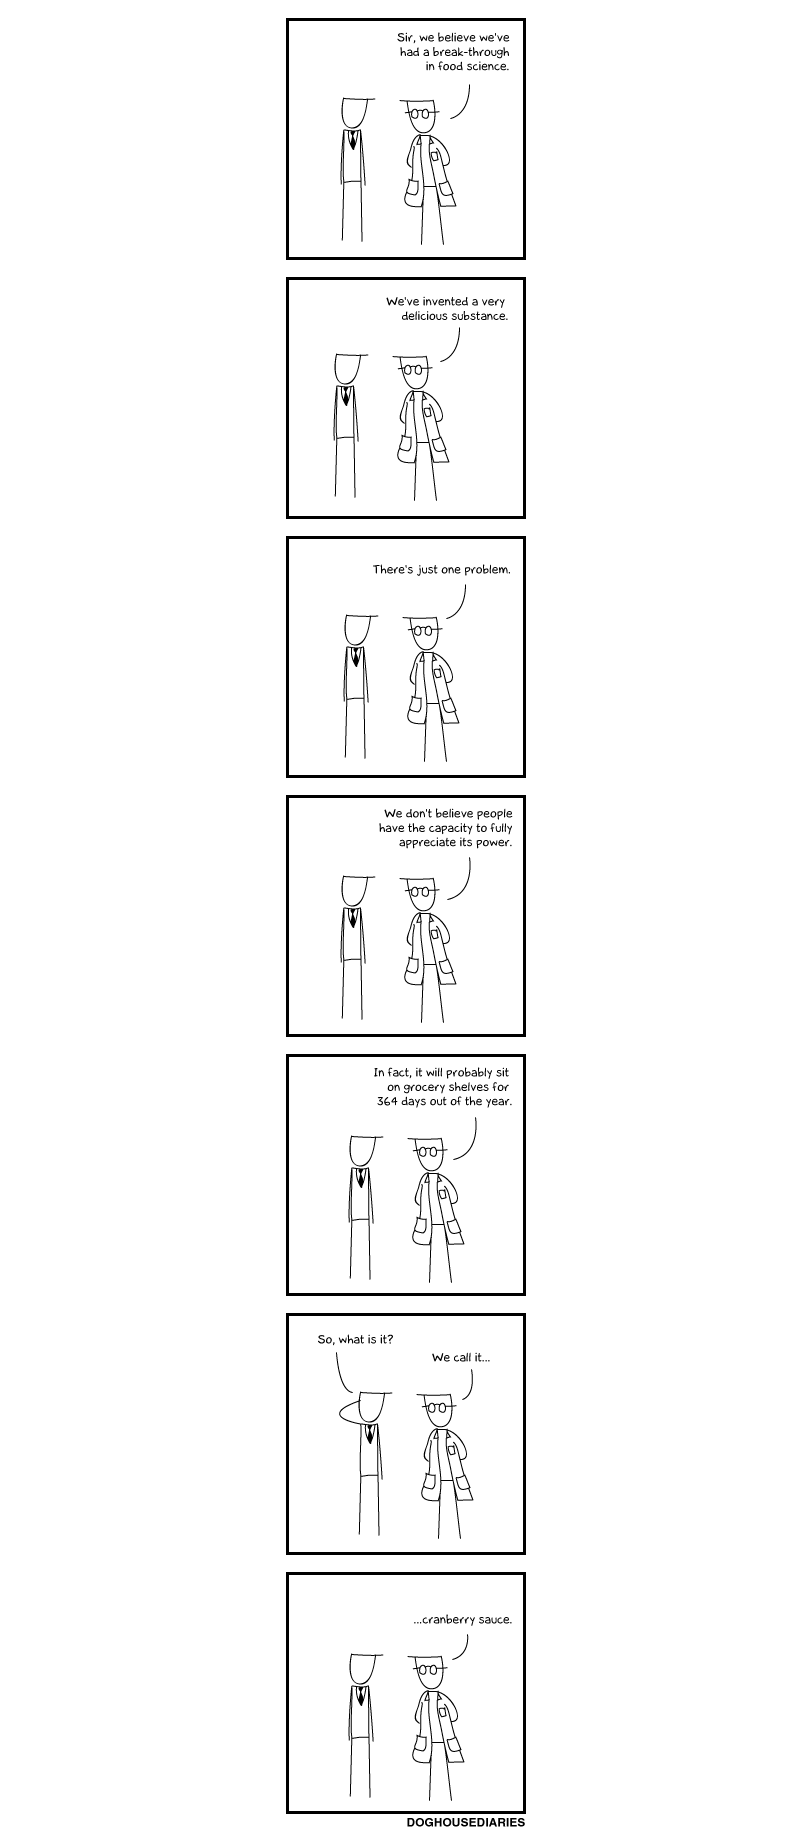 Sir, we believe we've
had a break-through
in food science.
We've invented a very
delicious substance.
There's just one problem.
We don't believe people
have the capacity to fully
appreciate its power.
In fact, it will probably sit
on grocery shelves for
364 days out of the year.
So, what is it?
We call it...
...cranberry sauce.
DOGHOUSEDIARIES